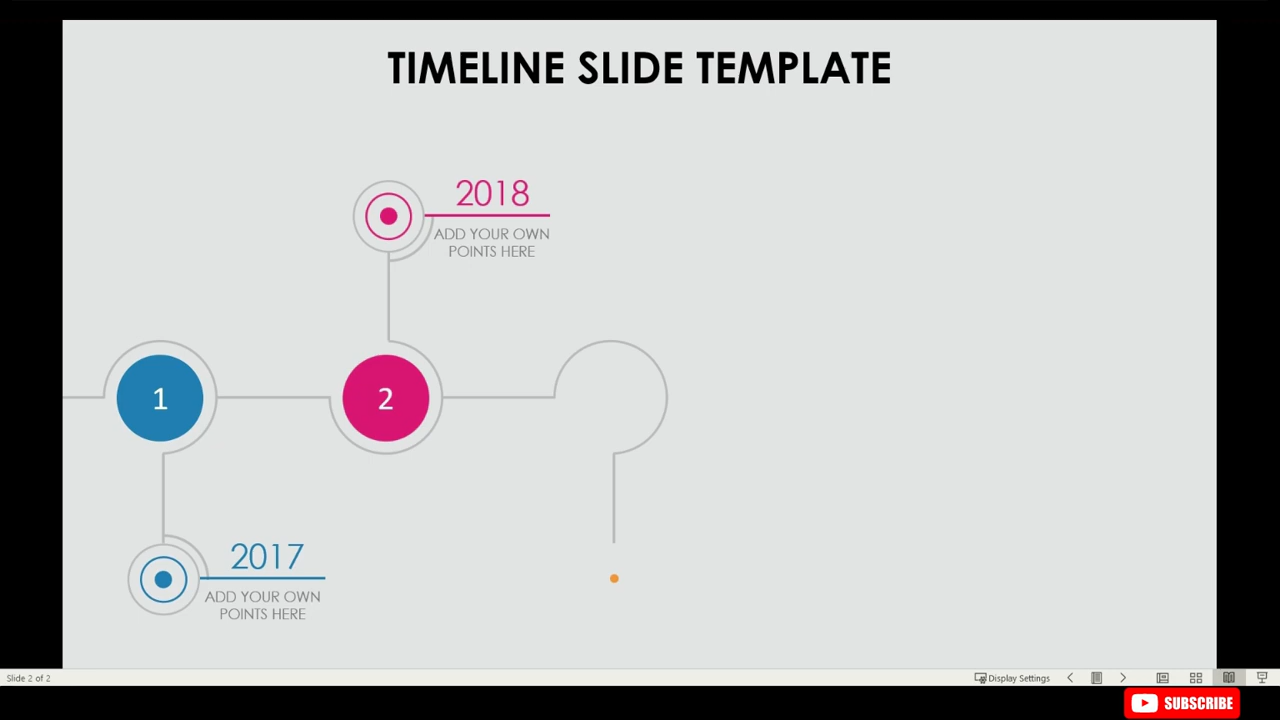 TIMELINE SLIDE TEMPLATE
2018
ADD YOUR OWN
POINTS HERE
1
2
2017
ADD YOUR OWN
POINTS HERE
Slide 2 of 2
Display Settings
SUBSCRIBE